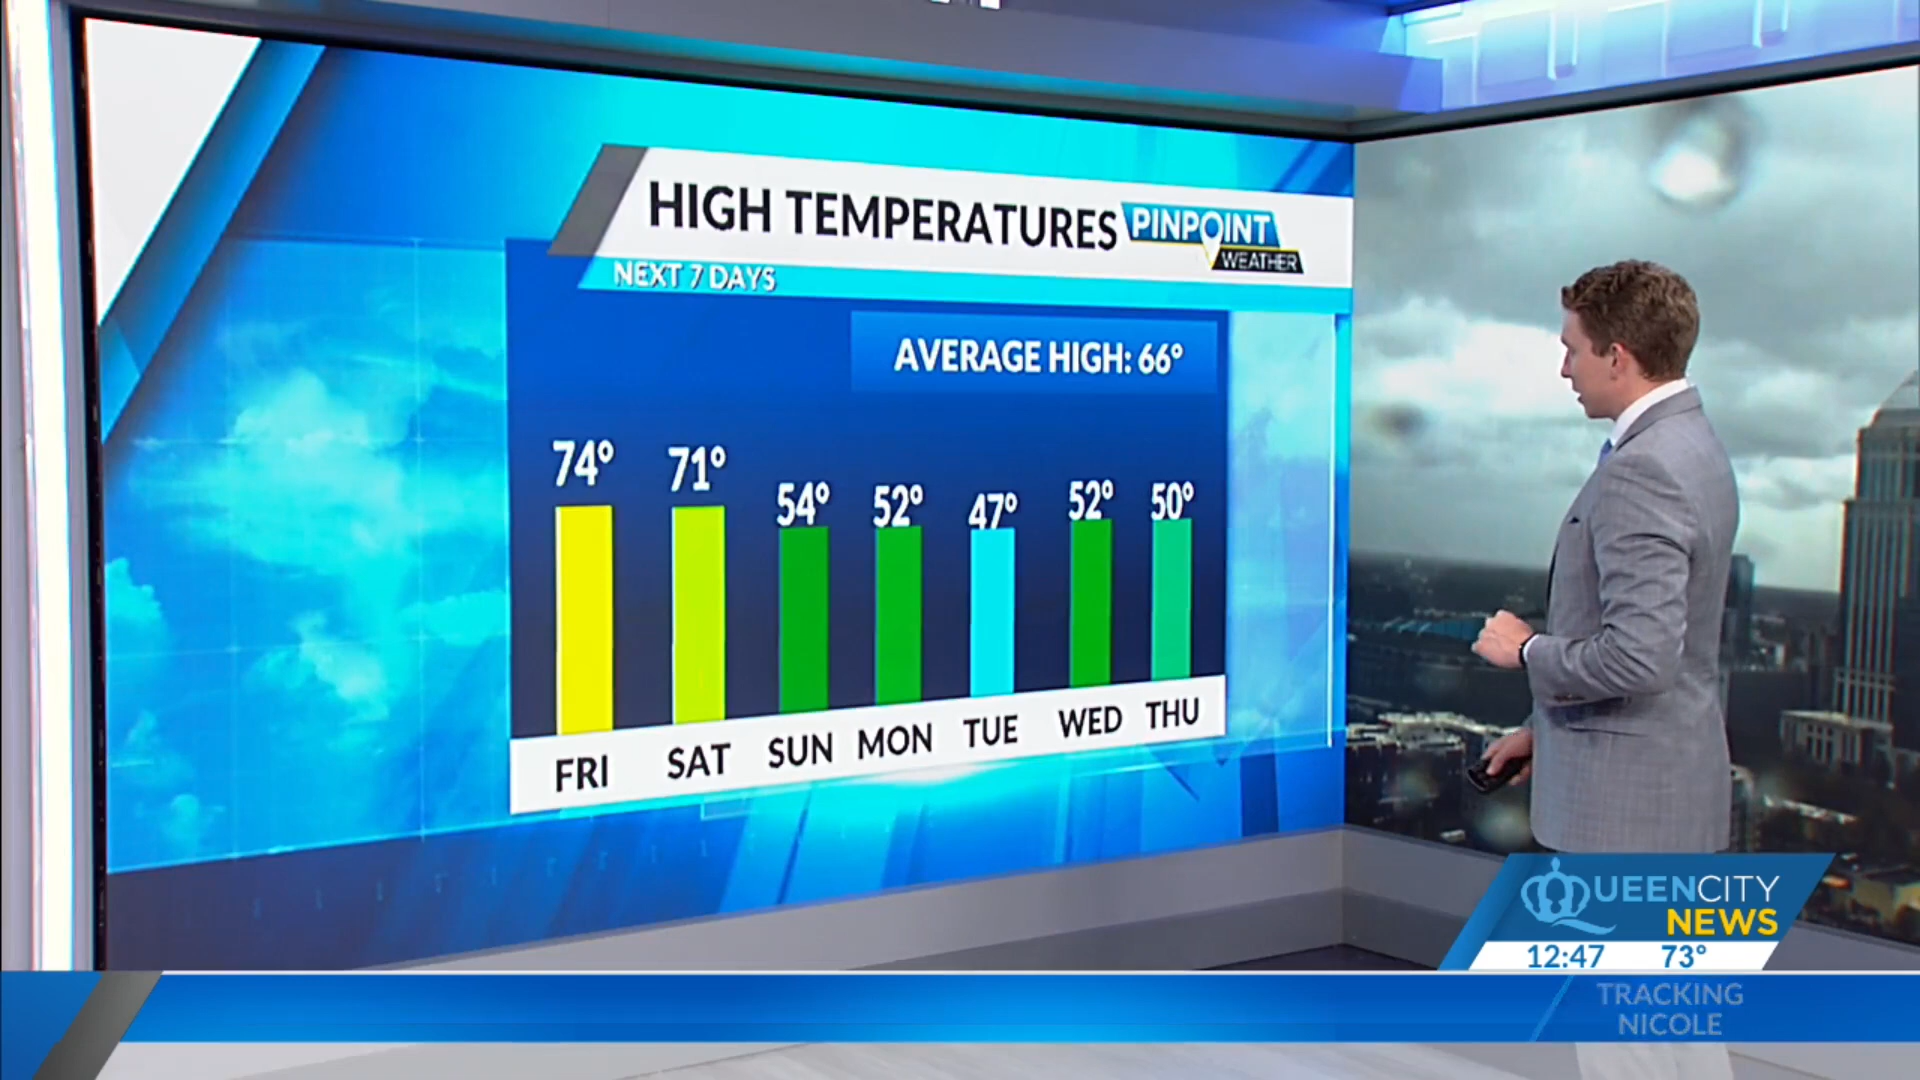 HIGH TEMPERATURES
PINPOINT
WEATHER
NEXT 7 DAYS
AVERAGE HIGH: 66°
74° 71° 54° 52° 47° 52° 50°
FRI SAT SUN MON TUE WED THU
QUEENCITY
NEWS
12:47 73°
TRACKING
NICOLE